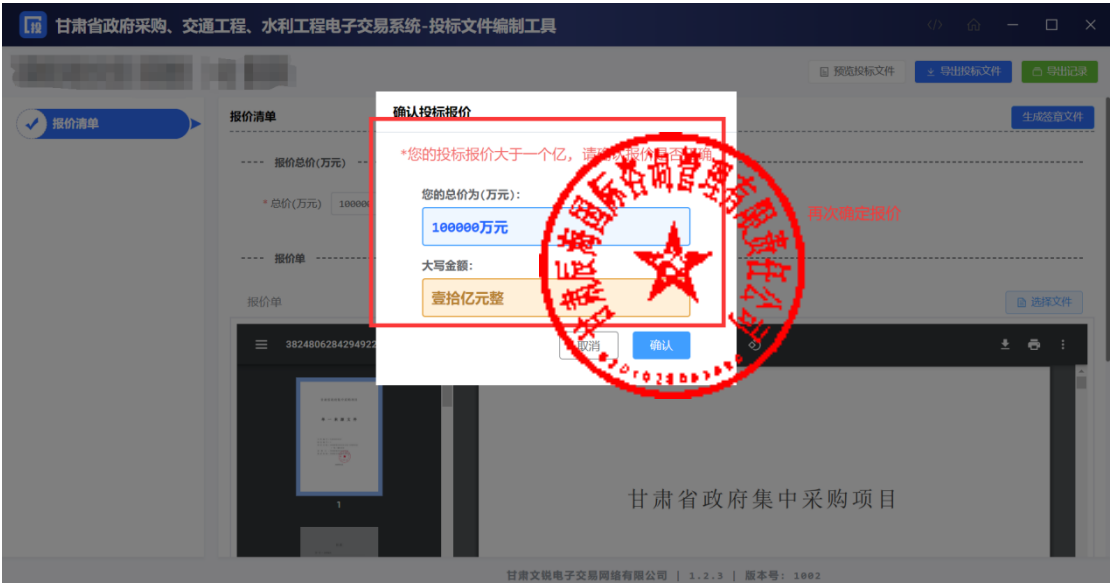 甘肃省政府采购、交通工程、水利工程电子交易系统-投标文件编制工具
预览投标文件
导出投标文件
导出记录
报价清单
报价清单
生成签章文件
确认投标报价
*您的投标报价大于一个亿，请确认报价是否正确
---- 报价总价(万元)
您的总价为(万元):
* 总价(万元)
100000万元
再次确定报价
---- 报价单
大写金额:
壹拾亿元整
报价单
选择文件
3824806284294922
取消
确认
1
甘肃省政府集中采购项目
甘肃文锐电子交易网络有限公司 | 1.2.3 | 版本号: 1002